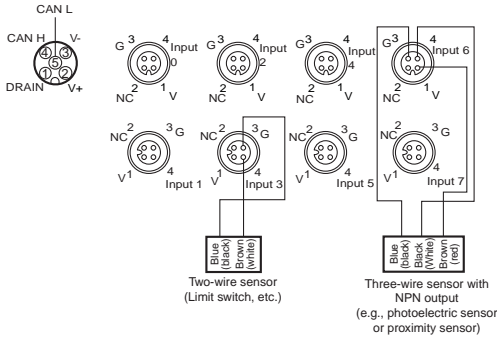 CAN L
CAN H
V-
4
3
5
1
2
DRAIN
V+
G 3
4
Input
0
2
NC
1
V
G 3
4
Input
2
2
NC
1
V
G 3
4
Input
4
2
NC
1
V
G 3
4
Input 6
2
NC
1
V
NC 2
3 G
V 1
4
Input 1
NC 2
3 G
V 1
4
Input 3
NC 2
3 G
V 1
4
Input 5
NC 2
3 G
V 1
4
Input 7
Blue
(black)
Brown
(white)
Two-wire sensor
(Limit switch, etc.)
Blue
(black)
Black
(White)
Brown
(red)
Three-wire sensor with
NPN output
(e.g., photoelectric sensor
or proximity sensor)